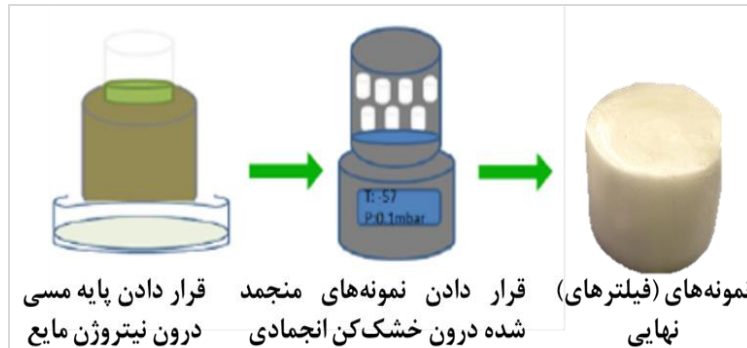 T: -57
P:0.1mbar
قرار دادن پایه مسی
درون نیتروژن مایع
قرار دادن نمونه‌های منجمد
شده درون خشک‌کن انجمادی
نمونه‌های (فیلترهای)
نهایی